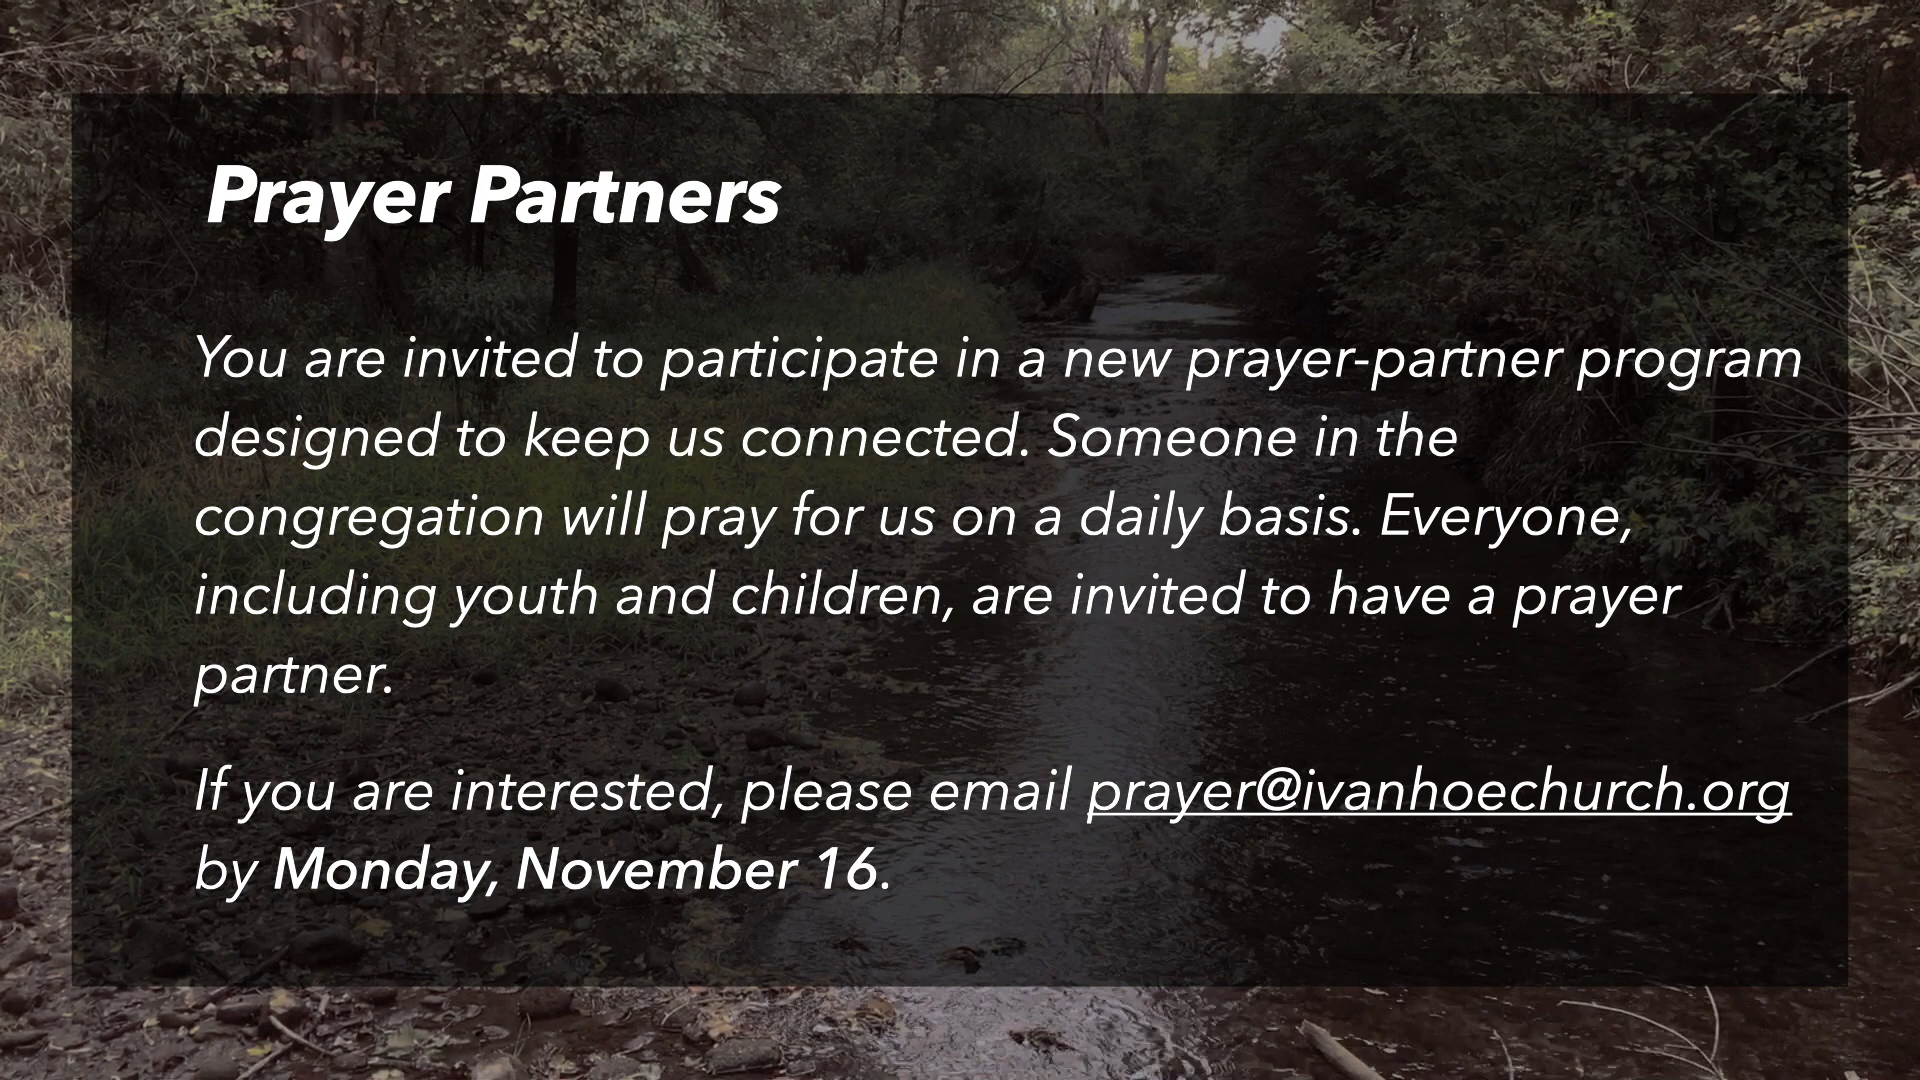 Prayer Partners
You are invited to participate in a new prayer-partner program
designed to keep us connected. Someone in the
congregation will pray for us on a daily basis. Everyone,
including youth and children, are invited to have a prayer
partner.
If you are interested, please email prayer@ivanhoechurch.org
by Monday, November 16.